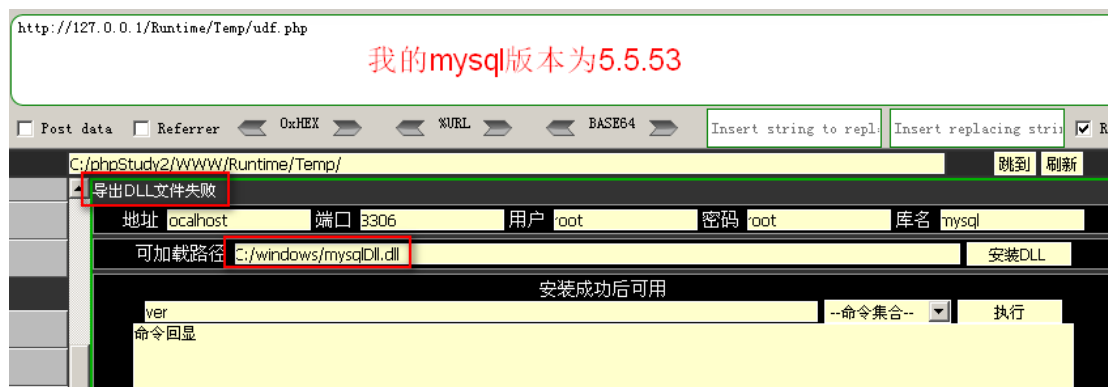 http://127.0.0.1/Runtime/Temp/udf.php
我的mysql版本为5.5.53
Post data Referrer 0xHEX %URL BASE64 Insert string to repl Insert replacing stri R
C:/phpStudy2/WWW/Runtime/Temp/ 跳到 刷新
导出DLL文件失败
地址 ocalhost 端口 3306 用户 root 密码 root 库名 mysql
可加载路径 C:/windows/mysqlDll.dll 安装DLL
安装成功后可用
ver --命令集合-- 执行
命令回显